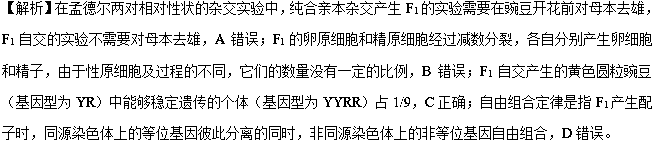 【解析】在孟德尔两对相对性状的杂交实验中，纯合亲本杂交产生 F₁的实验需要在豌豆开花前对母本去雄，
F₁自交的实验不需要对母本去雄，A 错误；F₁的卵原细胞和精原细胞经过减数分裂，各自分别产生卵细胞
和精子，由于性原细胞及过程的不同，它们的数量没有一定的比例，B 错误；F₁自交产生的黄色圆粒豌豆
（基因型为 YR）中能够稳定遗传的个体（基因型为 YYRR）占 1/9，C 正确；自由组合定律是指 F₁产生配
子时，同源染色体上的等位基因彼此分离的同时，非同源染色体上的非等位基因自由组合，D 错误。